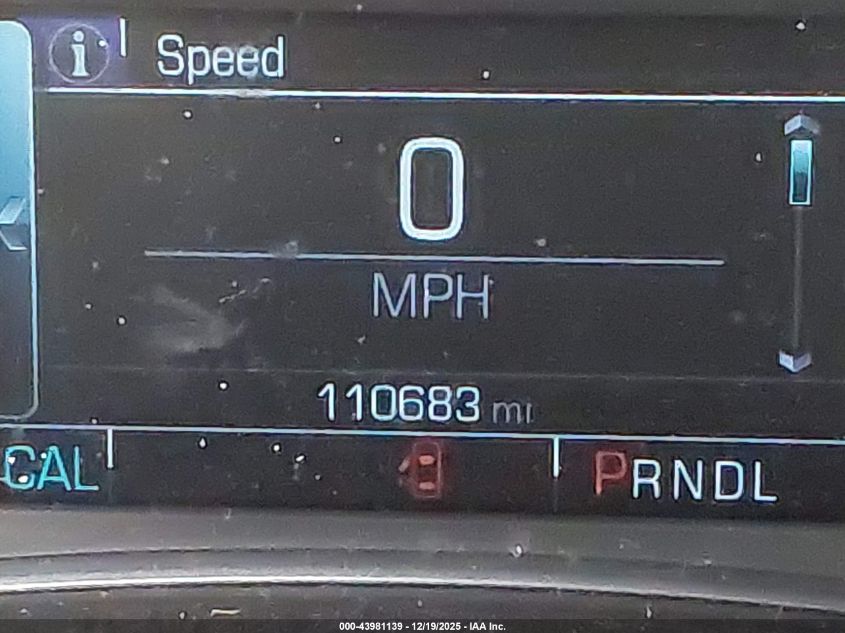 i Speed
0
MPH
110683 mi
CAL PRNDL
000-43981139 - 12/19/2025 - IAA Inc.